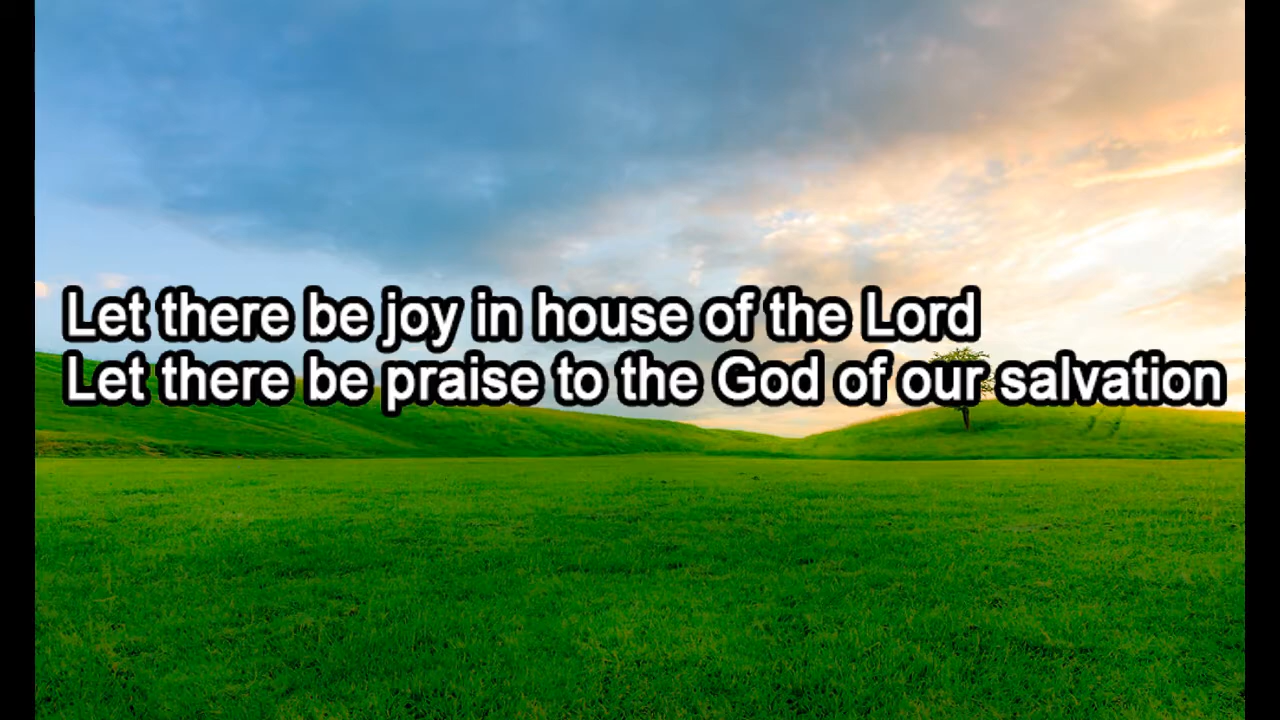 Let there be joy in house of the Lord
Let there be praise to the God of our salvation